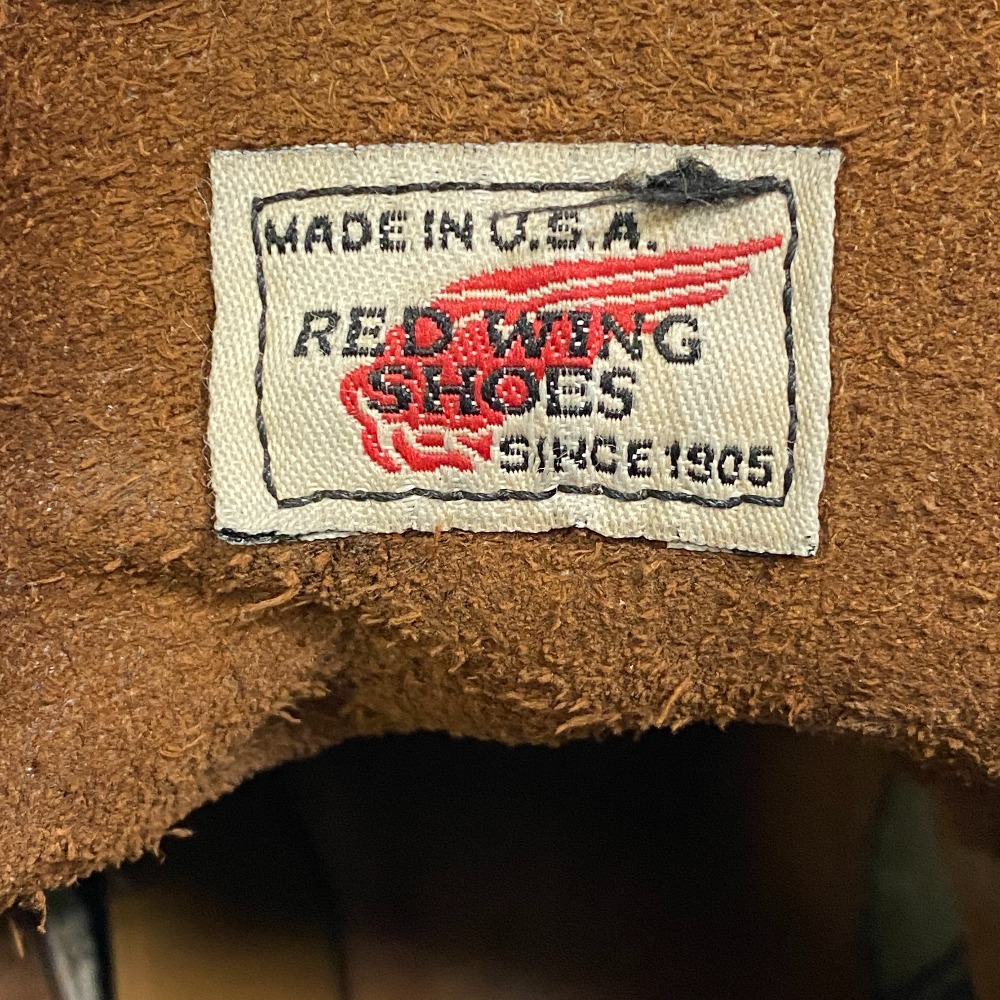 MADE IN U.S.A.
RED WING
SHOES
SINCE 1905